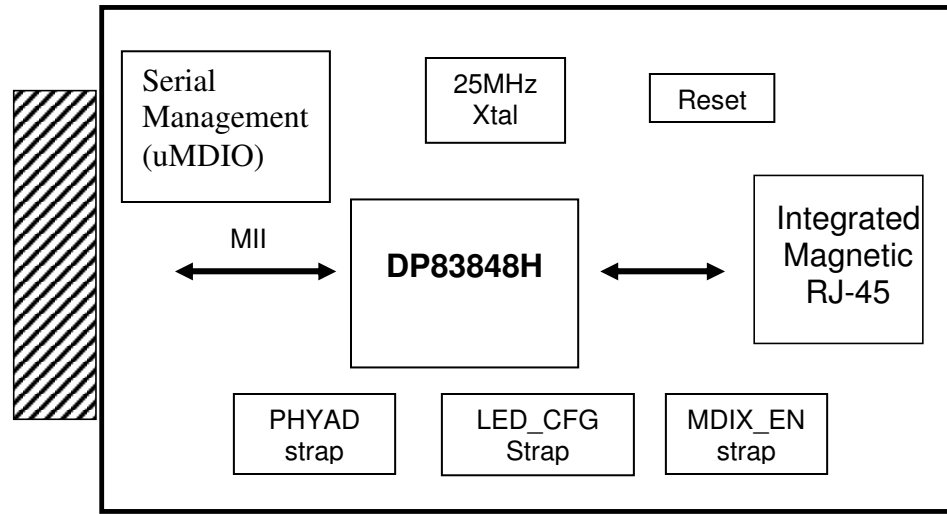 Serial
Management
(uMDIO)
25MHz
Xtal
Reset
MII
DP83848H
Integrated
Magnetic
RJ-45
PHYAD
strap
LED_CFG
Strap
MDIX_EN
strap